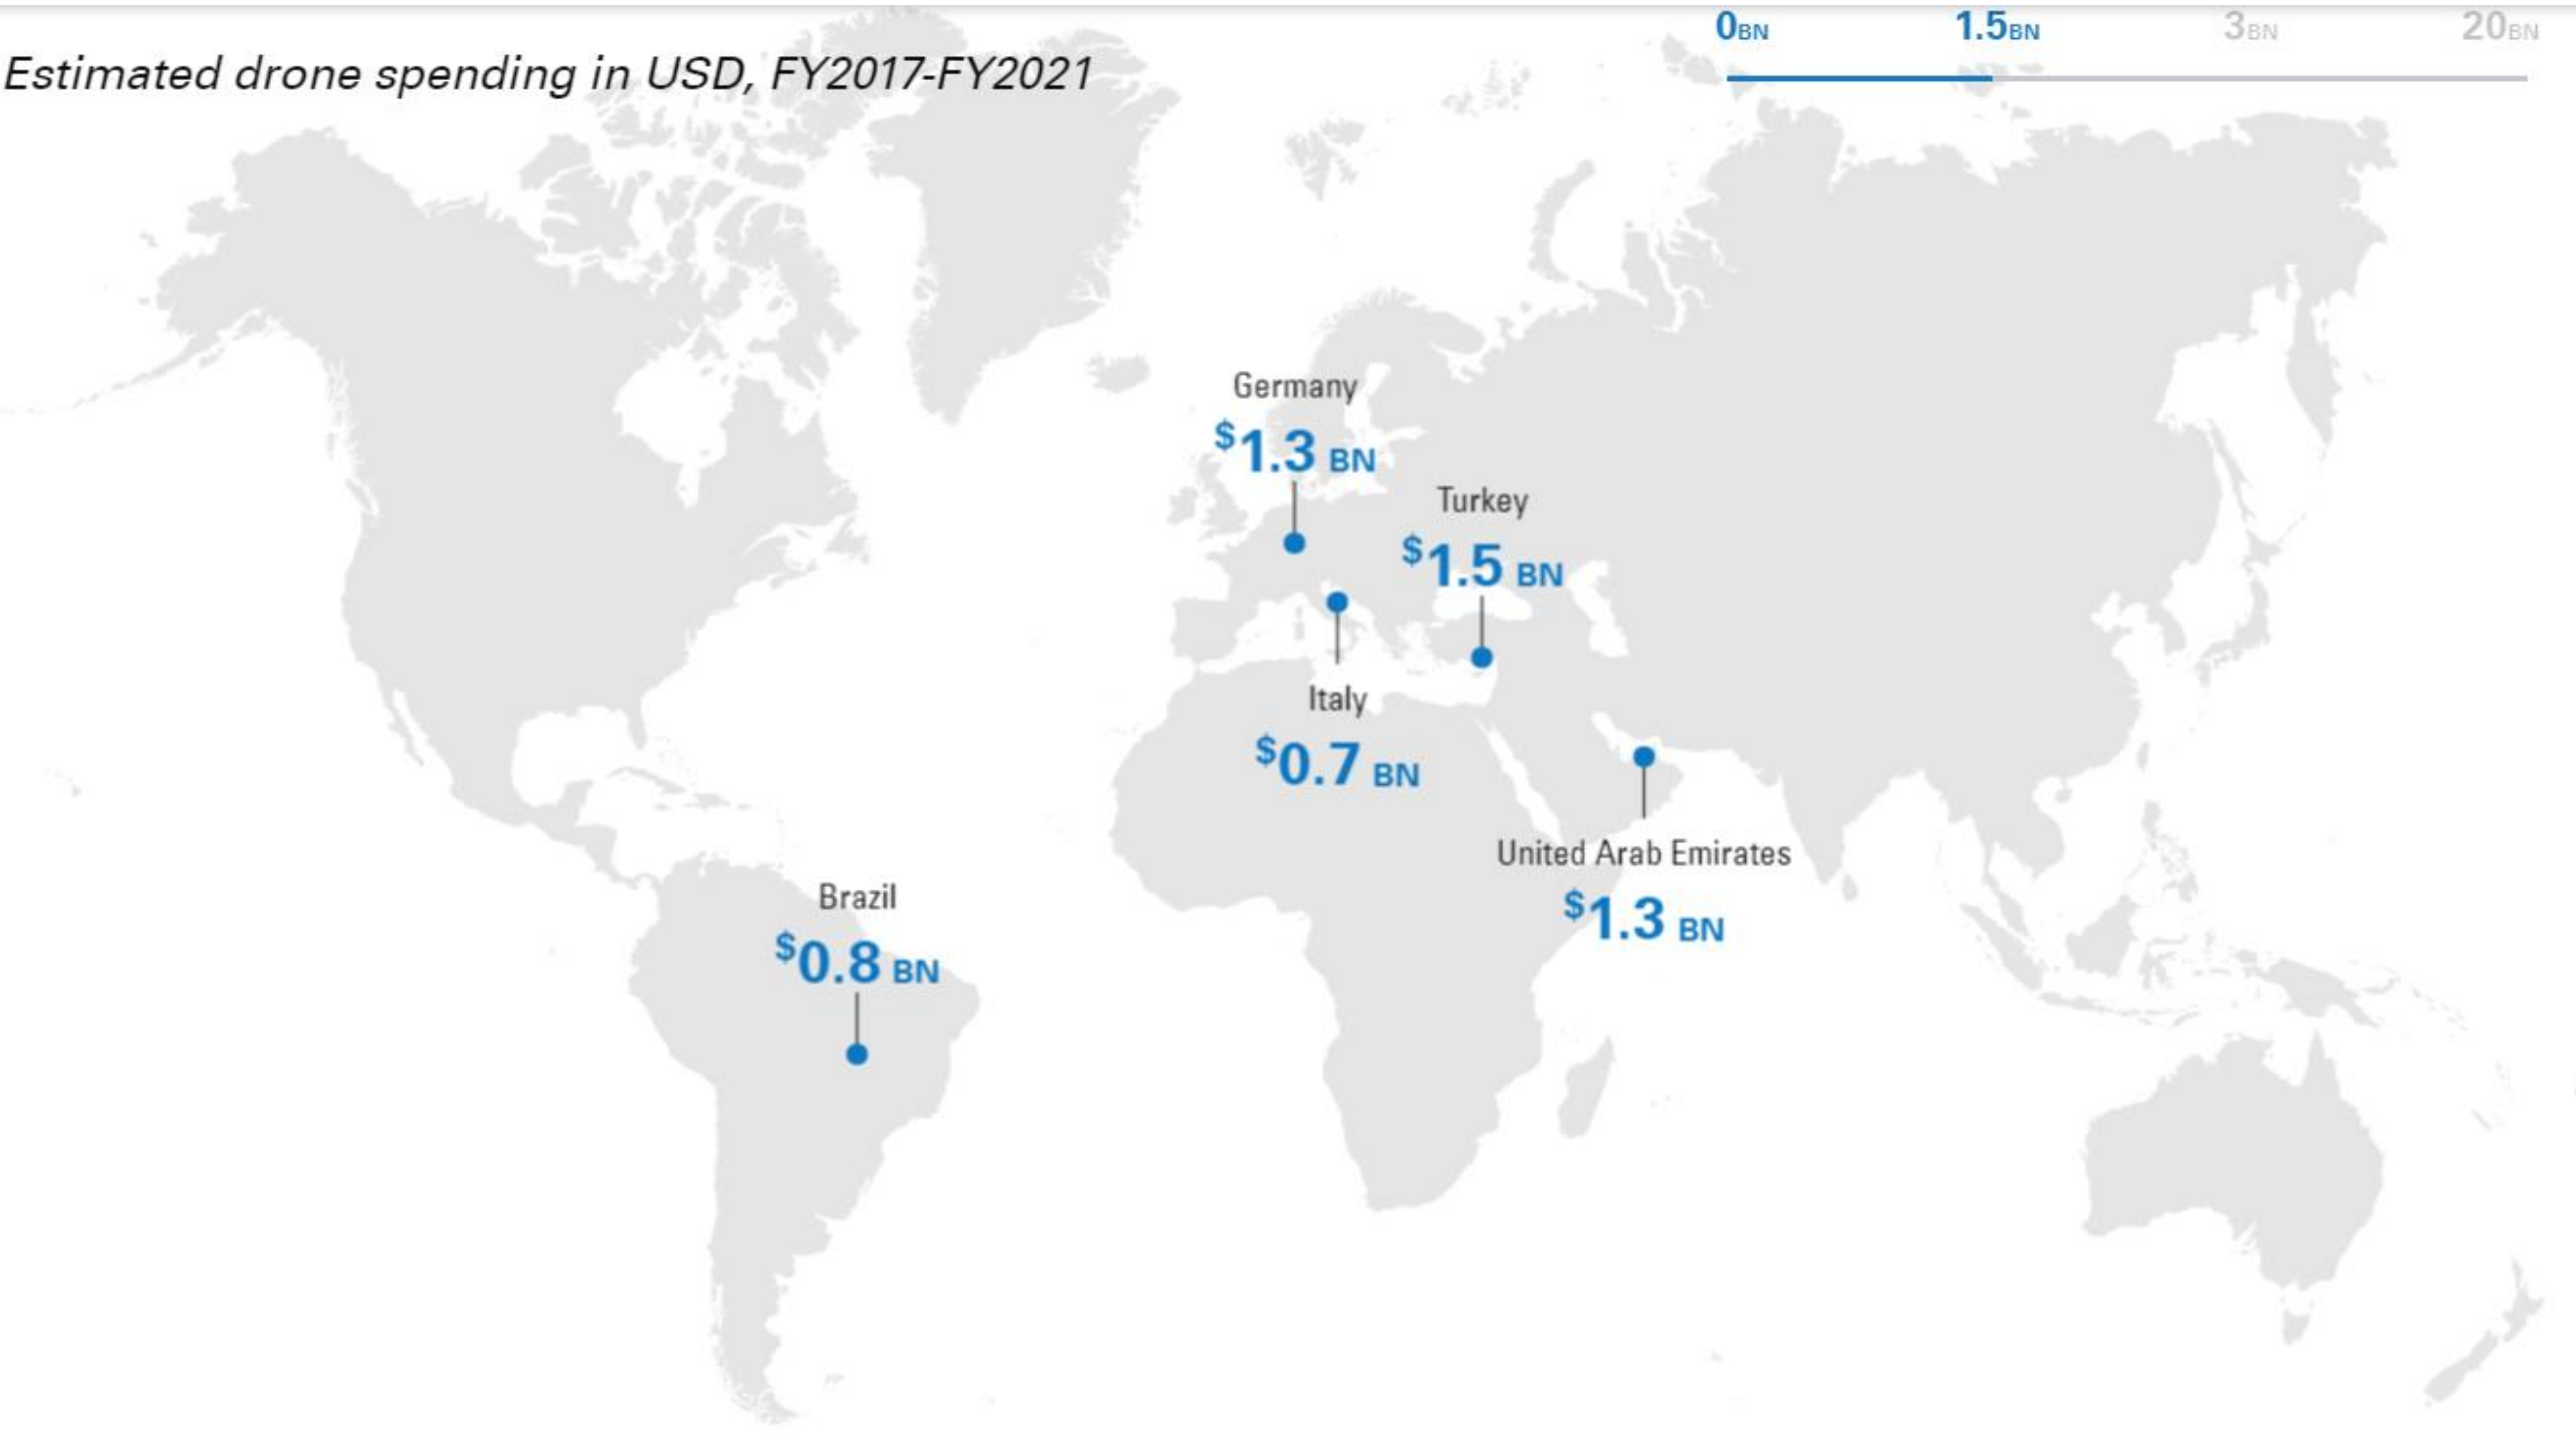 0BN 1.5BN 3BN 20BN
Estimated drone spending in USD, FY2017-FY2021
Germany
$1.3 BN
Turkey
$1.5 BN
Italy
$0.7 BN
United Arab Emirates
$1.3 BN
Brazil
$0.8 BN